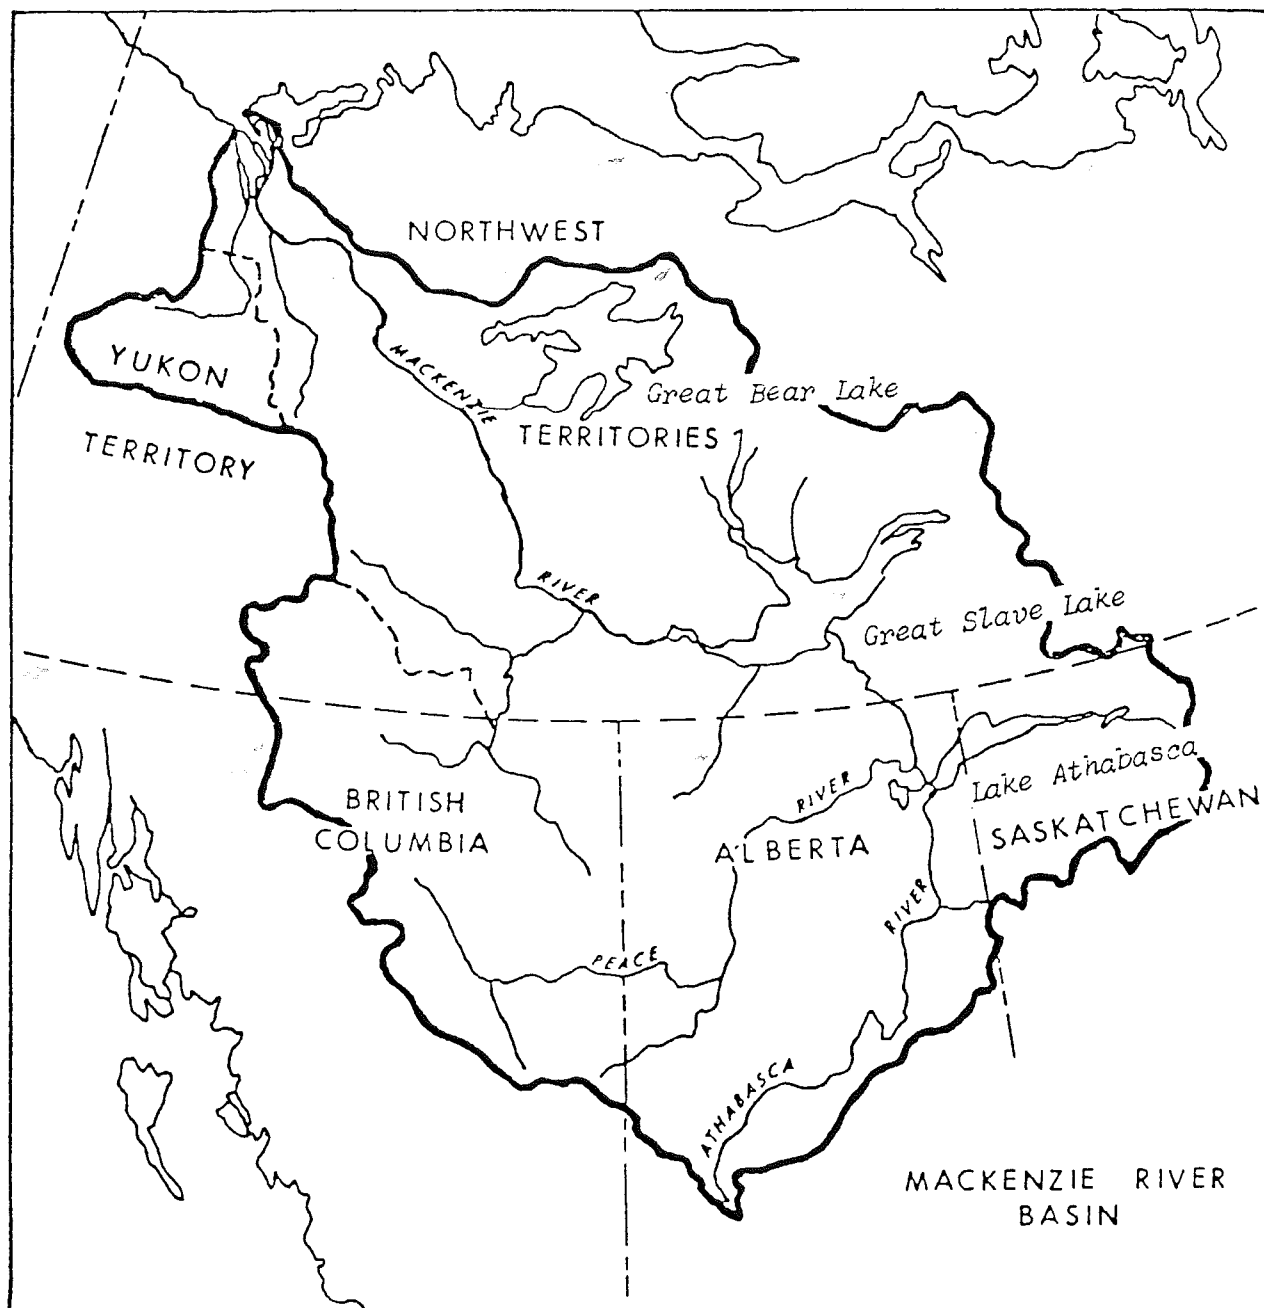 NORTHWEST
YUKON
MACKENZIE
Great Bear Lake
TERRITORIES
TERRITORY
RIVER
Great Slave Lake
Lake Athabasca
RIVER
BRITISH
COLUMBIA
ALBERTA
SASKATCHEWAN
RIVER
PEACE
ATHABASCA
MACKENZIE RIVER
BASIN